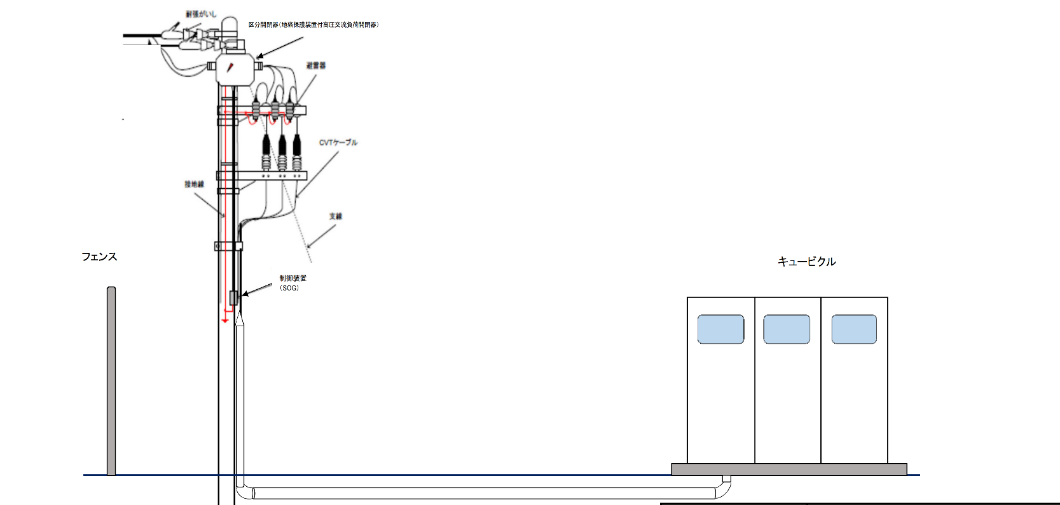 耐張がいし
区分開閉器(地絡保護装置付高圧交流負荷開閉器)
避雷器
CVTケーブル
接地線
支線
フェンス
キュービクル
制御装置
(SOG)